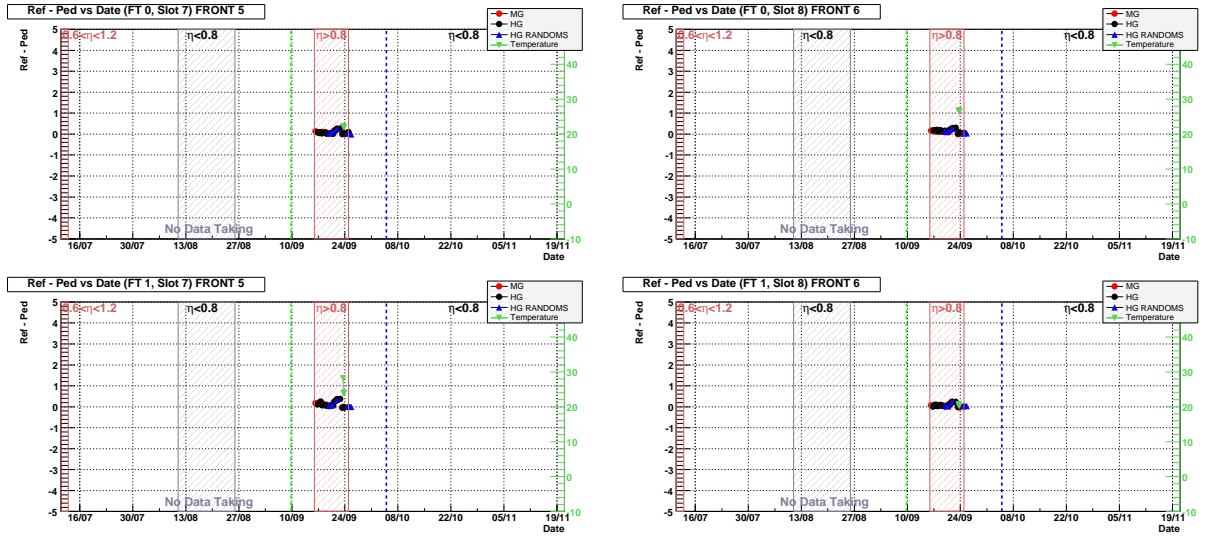 Ref - Ped vs Date (FT 0, Slot 7) FRONT 5
MG
HG
HG RANDOMS
Temperature
0.6<η<1.2 η<0.8 η>0.8 η<0.8
Ref - Ped
5
4
3
2
1
0
-1
-2
-3
-4
-5
40
30
20
10
0
-10
No Data Taking
16/07 30/07 13/08 27/08 10/09 24/09 08/10 22/10 05/11 19/11
Date
Ref - Ped vs Date (FT 0, Slot 8) FRONT 6
MG
HG
HG RANDOMS
Temperature
0.6<η<1.2 η<0.8 η>0.8 η<0.8
Ref - Ped
5
4
3
2
1
0
-1
-2
-3
-4
-5
40
30
20
10
0
-10
No Data Taking
16/07 30/07 13/08 27/08 10/09 24/09 08/10 22/10 05/11 19/11
Date
Ref - Ped vs Date (FT 1, Slot 7) FRONT 5
MG
HG
HG RANDOMS
Temperature
0.6<η<1.2 η<0.8 η>0.8 η<0.8
Ref - Ped
5
4
3
2
1
0
-1
-2
-3
-4
-5
40
30
20
10
0
-10
No Data Taking
16/07 30/07 13/08 27/08 10/09 24/09 08/10 22/10 05/11 19/11
Date
Ref - Ped vs Date (FT 1, Slot 8) FRONT 6
MG
HG
HG RANDOMS
Temperature
0.6<η<1.2 η<0.8 η>0.8 η<0.8
Ref - Ped
5
4
3
2
1
0
-1
-2
-3
-4
-5
40
30
20
10
0
-10
No Data Taking
16/07 30/07 13/08 27/08 10/09 24/09 08/10 22/10 05/11 19/11
Date